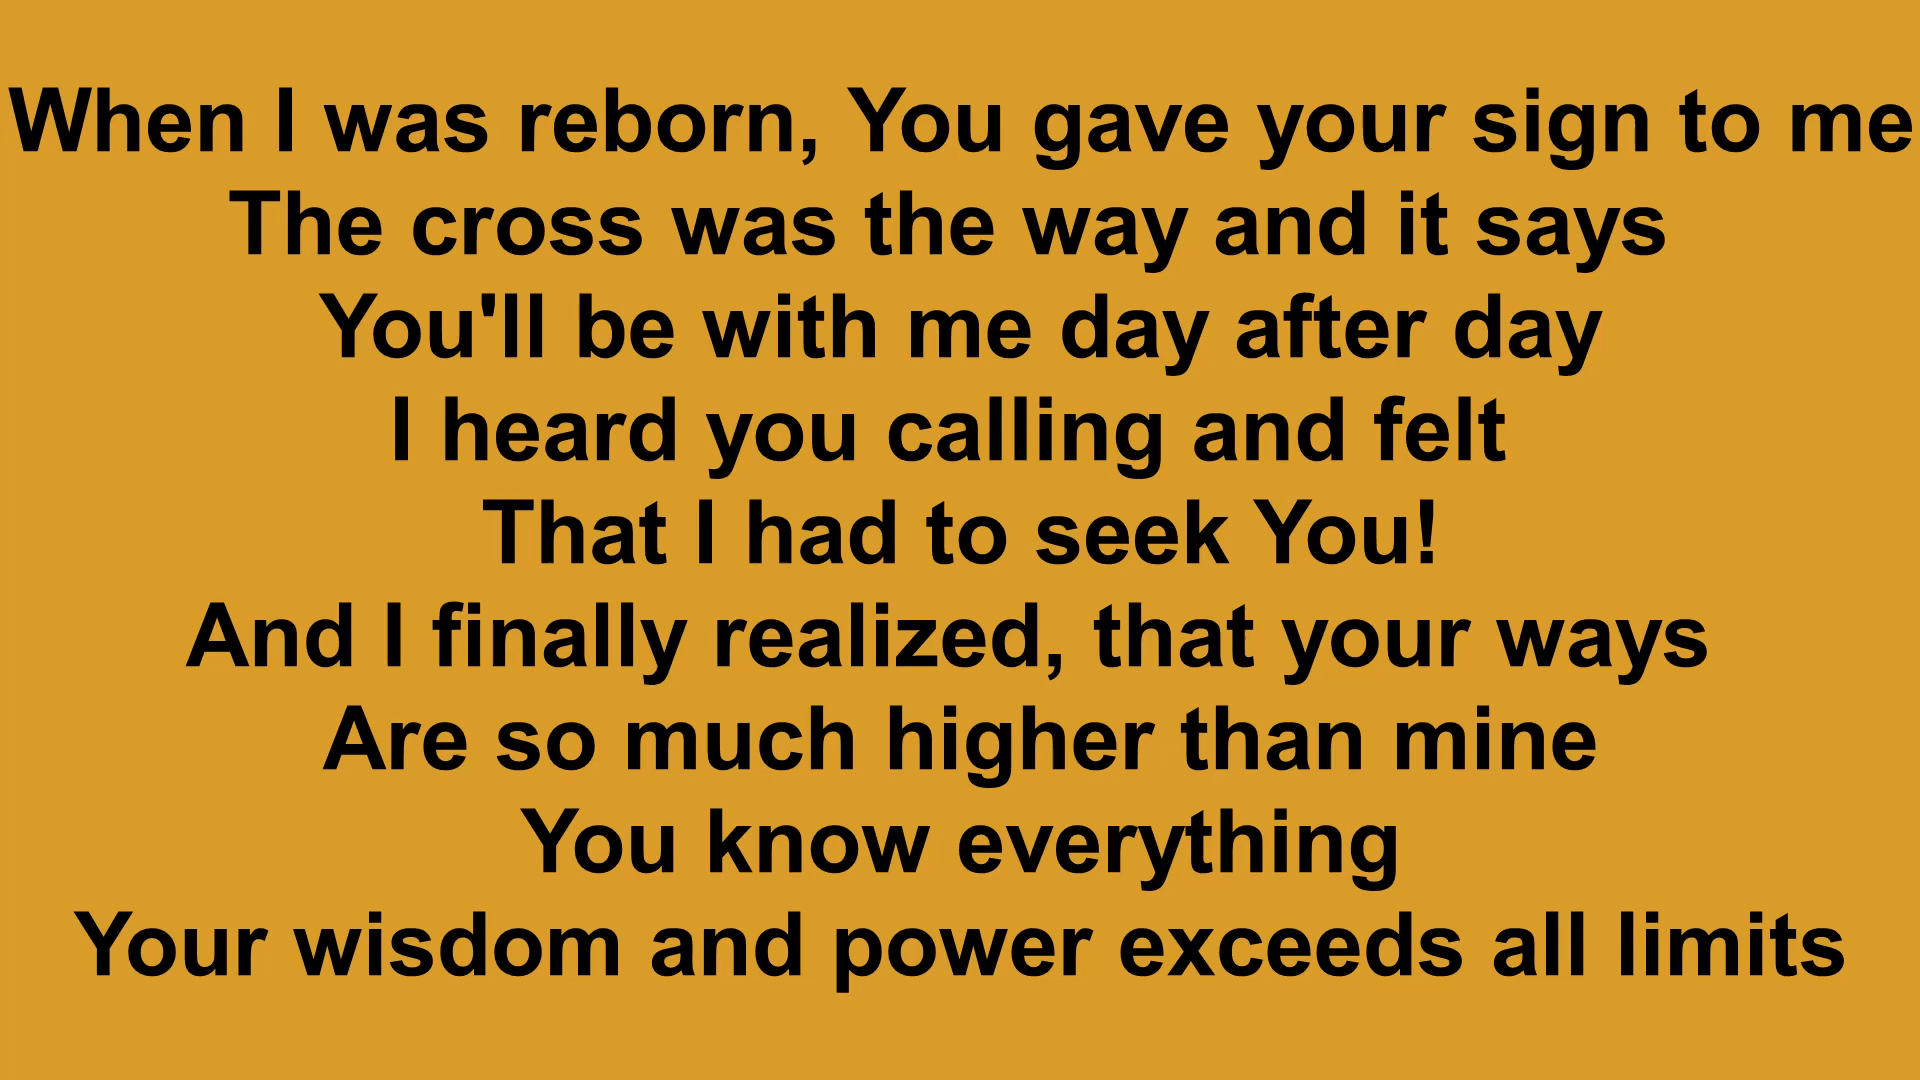 When I was reborn, You gave your sign to me
The cross was the way and it says
You'll be with me day after day
I heard you calling and felt
That I had to seek You!
And I finally realized, that your ways
Are so much higher than mine
You know everything
Your wisdom and power exceeds all limits